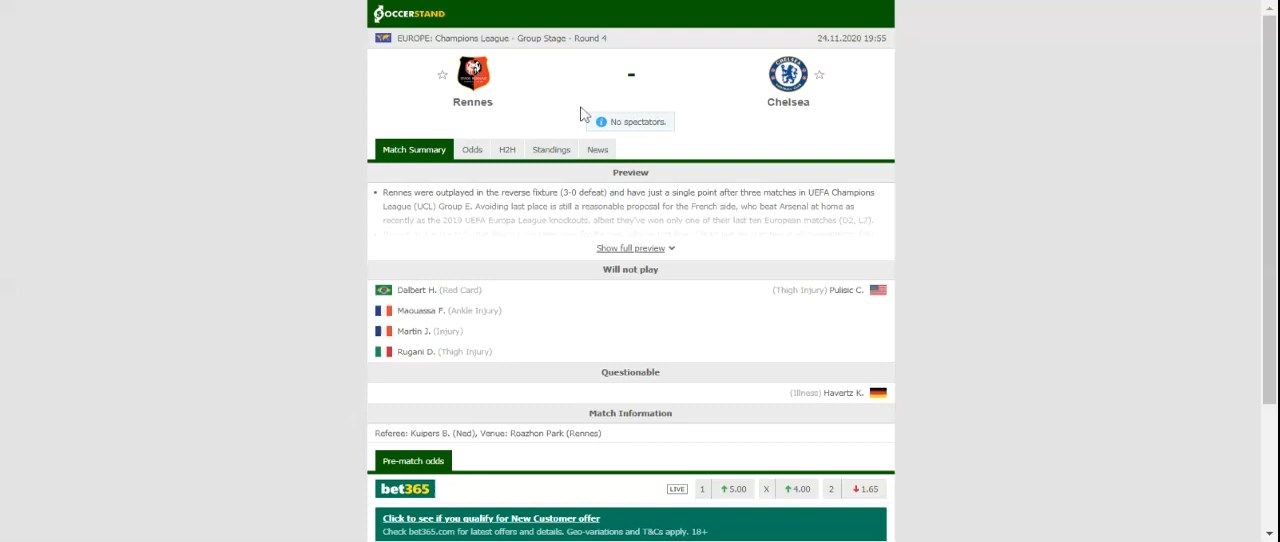 SOCCERSTAND
EUROPE: Champions League - Group Stage - Round 4
24.11.2020 19:55
-
Rennes
Chelsea
No spectators.
Match Summary
Odds
H2H
Standings
News
Preview
• Rennes were outplayed in the reverse fixture (3-0 defeat) and have just a single point after three matches in UEFA Champions
League (UCL) Group E. Avoiding last place is still a reasonable proposal for the French side, who beat Arsenal at home as
recently as the 2019 UEFA Europa League knockouts, albeit they've won only one of their last ten European matches (D2, L7).
Show full preview
Will not play
Dalbert H. (Red Card)
(Thigh Injury) Pulisic C.
Maouassa F. (Ankle Injury)
Martin J. (Injury)
Rugani D. (Thigh Injury)
Questionable
(Illness) Havertz K.
Match Information
Referee: Kuipers B. (Ned), Venue: Roazhon Park (Rennes)
Pre-match odds
bet365
LIVE
1
5.00
X
4.00
2
1.65
Click to see if you qualify for New Customer offer
Check bet365.com for latest offers and details. Geo-variations and T&Cs apply. 18+